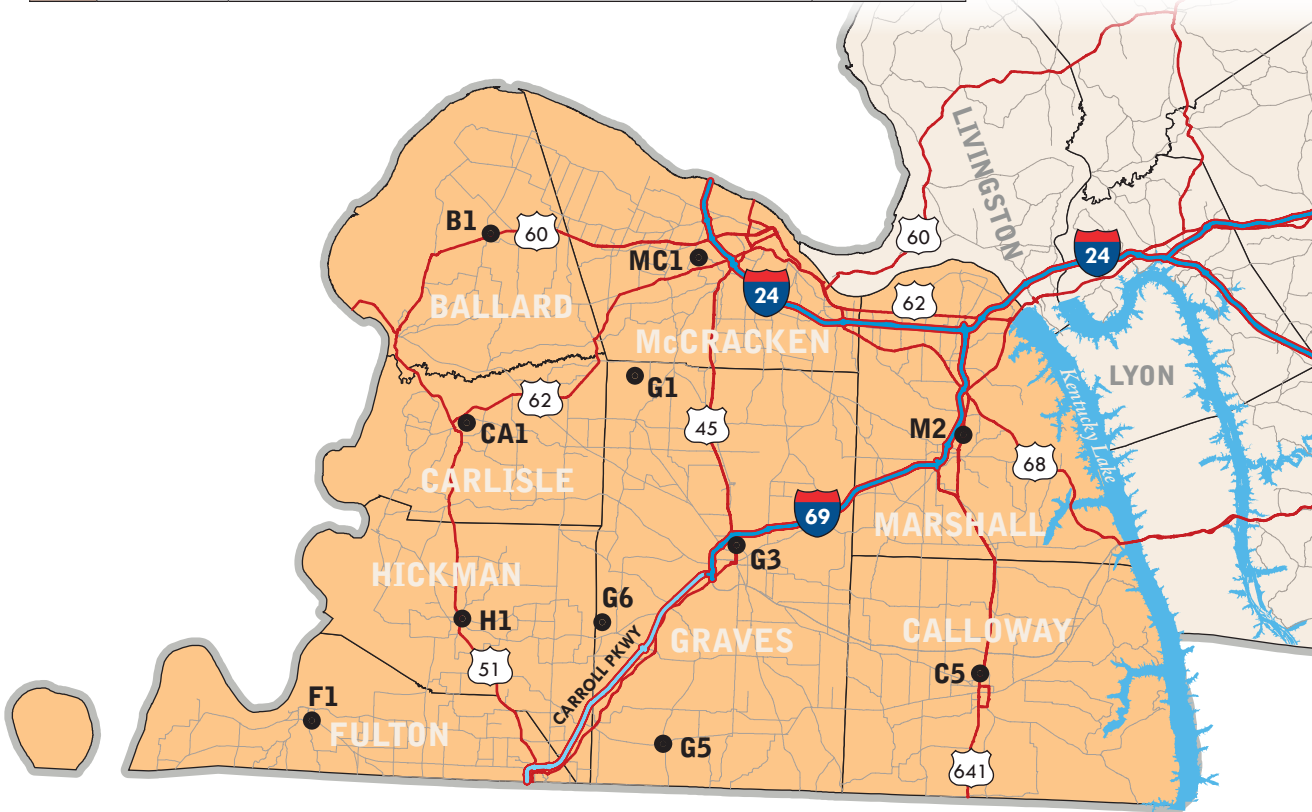 LIVINGSTON
B1
60
60
MC1
24
24
62
BALLARD
McCRACKEN
LYON
Kentucky Lake
G1
62
45
CA1
M2
68
CARLISLE
69
MARSHALL
G3
HICKMAN
G6
H1
GRAVES
CALLOWAY
CARROLL PKWY
51
C5
F1
FULTON
G5
641